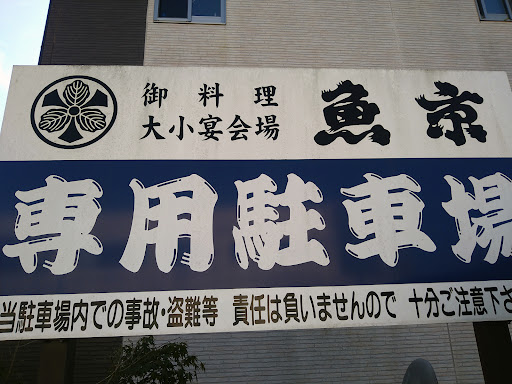 御料理
大小宴会場
魚京
専用駐車場
当駐車場内での事故・盗難等 責任は負いませんので 十分ご注意下さ